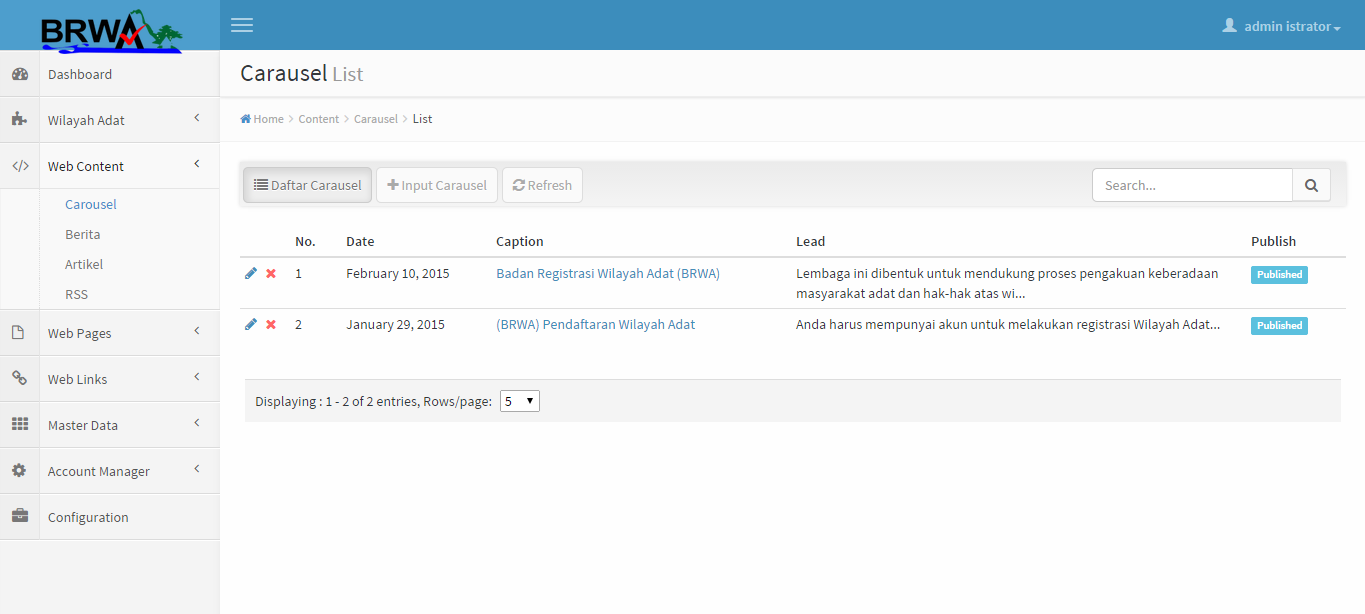 BRWA
admin istrator
Dashboard
Wilayah Adat
Web Content
Carousel
Berita
Artikel
RSS
Web Pages
Web Links
Master Data
Account Manager
Configuration
Carausel List
Home > Content > Carausel > List
Daftar Carausel Input Carausel Refresh Search...
No. Date Caption Lead Publish
1 February 10, 2015 Badan Registrasi Wilayah Adat (BRWA) Lembaga ini dibentuk untuk mendukung proses pengakuan keberadaan Published
masyarakat adat dan hak-hak atas wi...
2 January 29, 2015 (BRWA) Pendaftaran Wilayah Adat Anda harus mempunyai akun untuk melakukan registrasi Wilayah Adat... Published
Displaying : 1 - 2 of 2 entries, Rows/page: 5